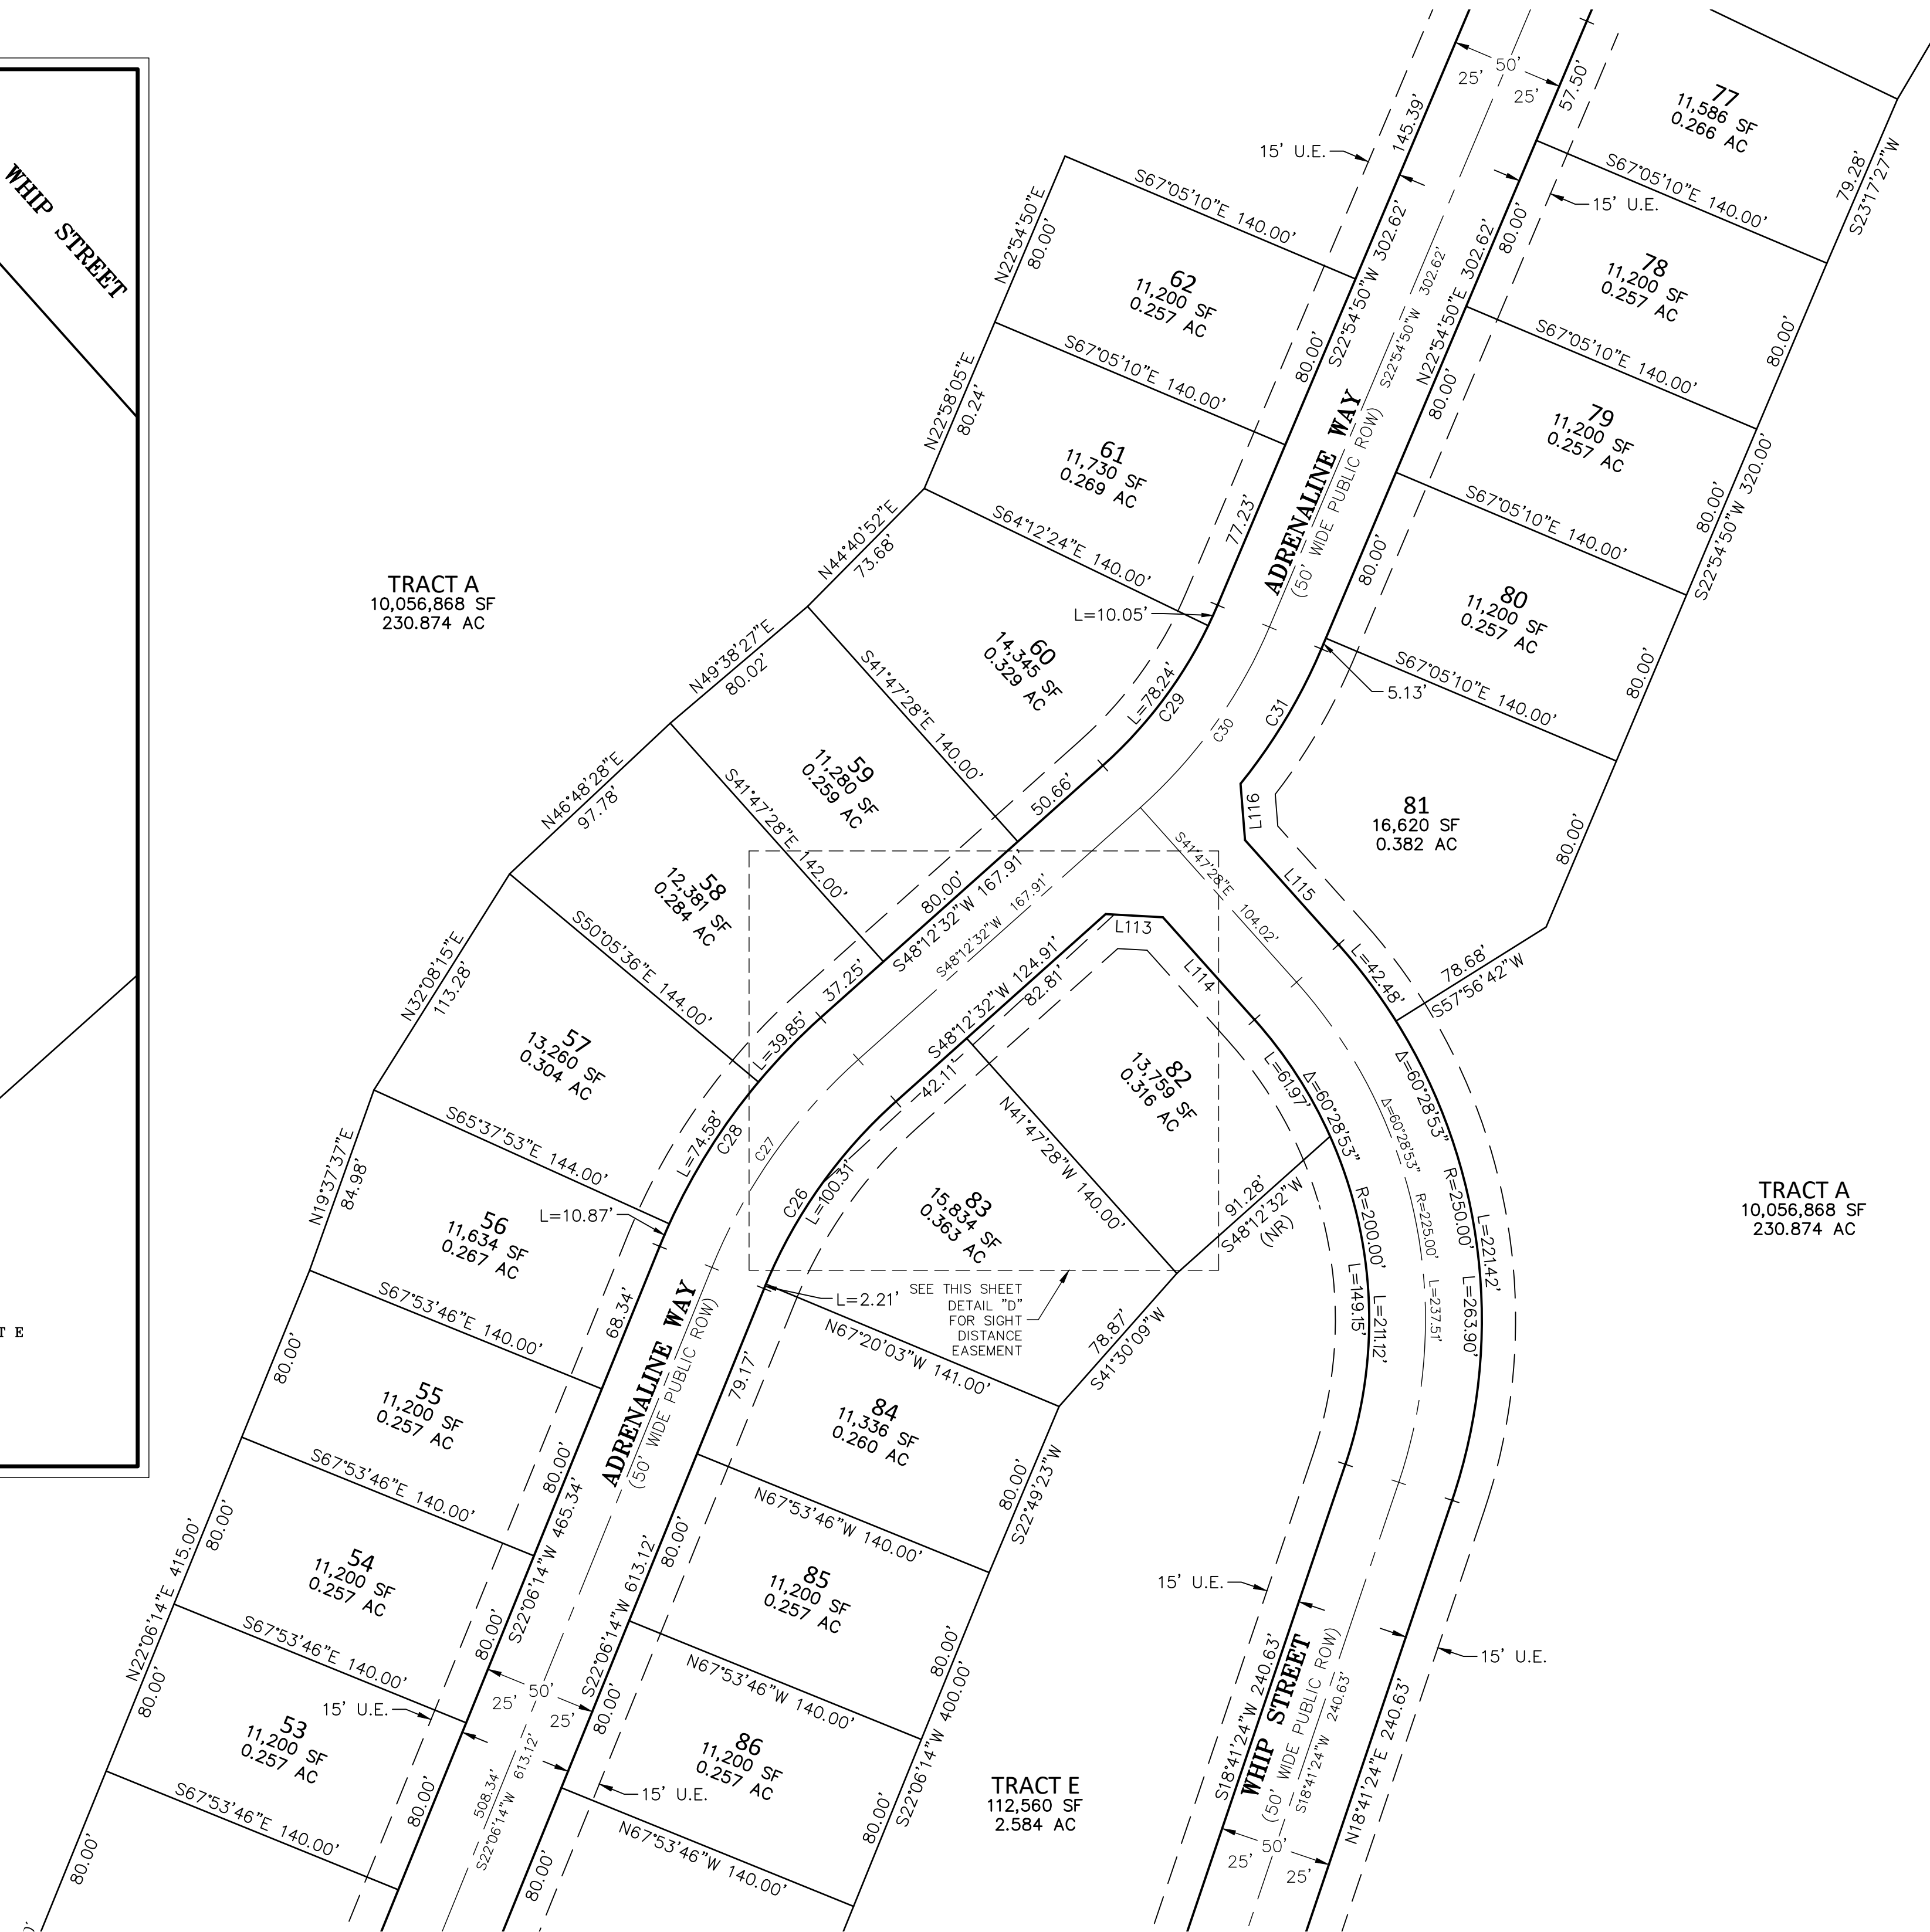 WHIP STREET
T E
TRACT A
10,056,868 SF
230.874 AC
TRACT A
10,056,868 SF
230.874 AC
TRACT E
112,560 SF
2.584 AC
77
11,586 SF
0.266 AC
57.50'
79.28'
S23°17'27"W
S67°05'10"E 140.00'
78
11,200 SF
0.257 AC
80.00'
80.00'
S67°05'10"E 140.00'
79
11,200 SF
0.257 AC
80.00'
80.00'
S67°05'10"E 140.00'
80
11,200 SF
0.257 AC
80.00'
80.00'
S22°54'50"W 320.00'
S67°05'10"E 140.00'
5.13'
81
16,620 SF
0.382 AC
80.00'
78.68'
S57°56'42"W
C31
L116
L115
L=42.48'
50'
25'
25'
145.39'
15' U.E.
15' U.E.
S22°54'50"W 302.62'
S22°54'50"W 302.62'
N22°54'50"E 302.62'
ADRENALINE WAY
(50' WIDE PUBLIC ROW)
62
11,200 SF
0.257 AC
S67°05'10"E 140.00'
N22°54'50"E
80.00'
80.00'
S67°05'10"E 140.00'
61
11,730 SF
0.269 AC
N22°58'05"E
80.24'
77.23'
S64°12'24"E 140.00'
L=10.05'
60
14,345 SF
0.329 AC
N44°40'52"E
73.68'
L=78.24'
C29
C30
50.66'
S41°47'28"E 140.00'
59
11,280 SF
0.259 AC
N49°38'27"E
80.02'
80.00'
S41°47'28"E 142.00'
58
12,381 SF
0.284 AC
N46°48'28"E
97.78'
37.25'
L=39.85'
S50°05'36"E 144.00'
S48°12'32"W 167.91'
S48°12'32"W 167.91'
57
13,260 SF
0.304 AC
N32°08'15"E
113.28'
L=74.58'
C28
C27
S65°37'53"E 144.00'
L=10.87'
56
11,634 SF
0.267 AC
N19°37'37"E
84.98'
68.34'
S67°53'46"E 140.00'
55
11,200 SF
0.257 AC
80.00'
80.00'
S67°53'46"E 140.00'
54
11,200 SF
0.257 AC
80.00'
80.00'
N22°06'14"E 415.00'
S22°06'14"W 465.34'
S67°53'46"E 140.00'
53
11,200 SF
0.257 AC
80.00'
80.00'
15' U.E.
S67°53'46"E 140.00'
80.00'
50'
25'
25'
508.34'
S22°06'14"W 613.12'
ADRENALINE WAY
(50' WIDE PUBLIC ROW)
S41°47'28"E 104.02'
L113
L114
S48°12'32"W 124.91'
82.81'
42.11'
82
13,759 SF
0.316 AC
L=61.97'
N41°47'28"W 140.00'
91.28'
S48°12'32"W
(NR)
83
15,834 SF
0.363 AC
C26
L=100.31'
L=2.21'
SEE THIS SHEET
DETAIL "D"
FOR SIGHT
DISTANCE
EASEMENT
78.87'
S41°30'09"W
N67°20'03"W 141.00'
84
11,336 SF
0.260 AC
79.17'
80.00'
S22°49'23"W
N67°53'46"W 140.00'
85
11,200 SF
0.257 AC
80.00'
80.00'
S22°06'14"W 613.12'
N67°53'46"W 140.00'
86
11,200 SF
0.257 AC
80.00'
80.00'
S22°06'14"W 400.00'
15' U.E.
N67°53'46"W 140.00'
80.00'
Δ=60°28'53" R=200.00' L=211.12'
L=149.15'
Δ=60°28'53" R=225.00' L=237.51'
Δ=60°28'53" R=250.00' L=263.90'
L=221.42'
15' U.E.
15' U.E.
S18°41'24"W 240.63'
WHIP STREET
(50' WIDE PUBLIC ROW)
S18°41'24"W 240.63'
N18°41'24"E 240.63'
50'
25'
25'